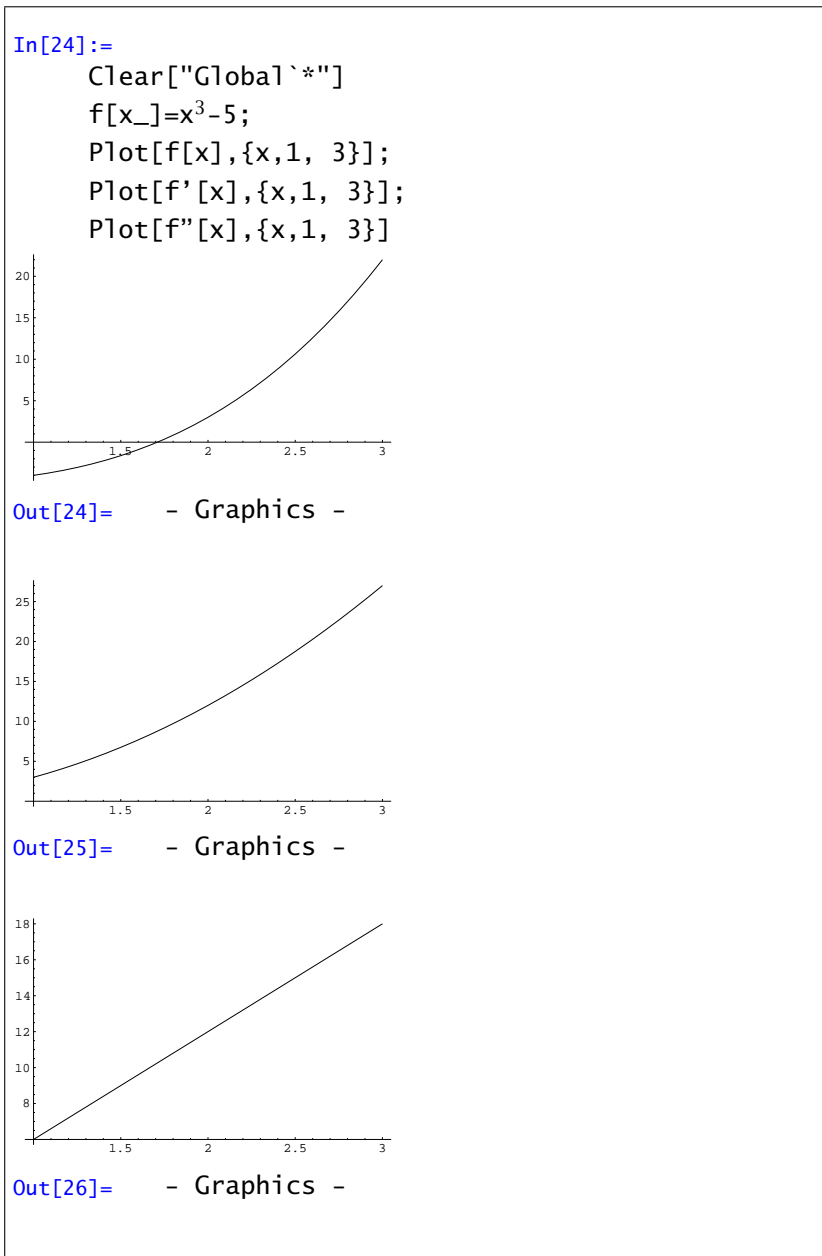 In[24]:=
Clear["Global`*"]
f[x_]=x³-5;
Plot[f[x],{x,1, 3}];
Plot[f’[x],{x,1, 3}];
Plot[f”[x],{x,1, 3}]
20
15
10
5
1.5 2 2.5 3
Out[24]= - Graphics -
25
20
15
10
5
1.5 2 2.5 3
Out[25]= - Graphics -
18
16
14
12
10
8
1.5 2 2.5 3
Out[26]= - Graphics -